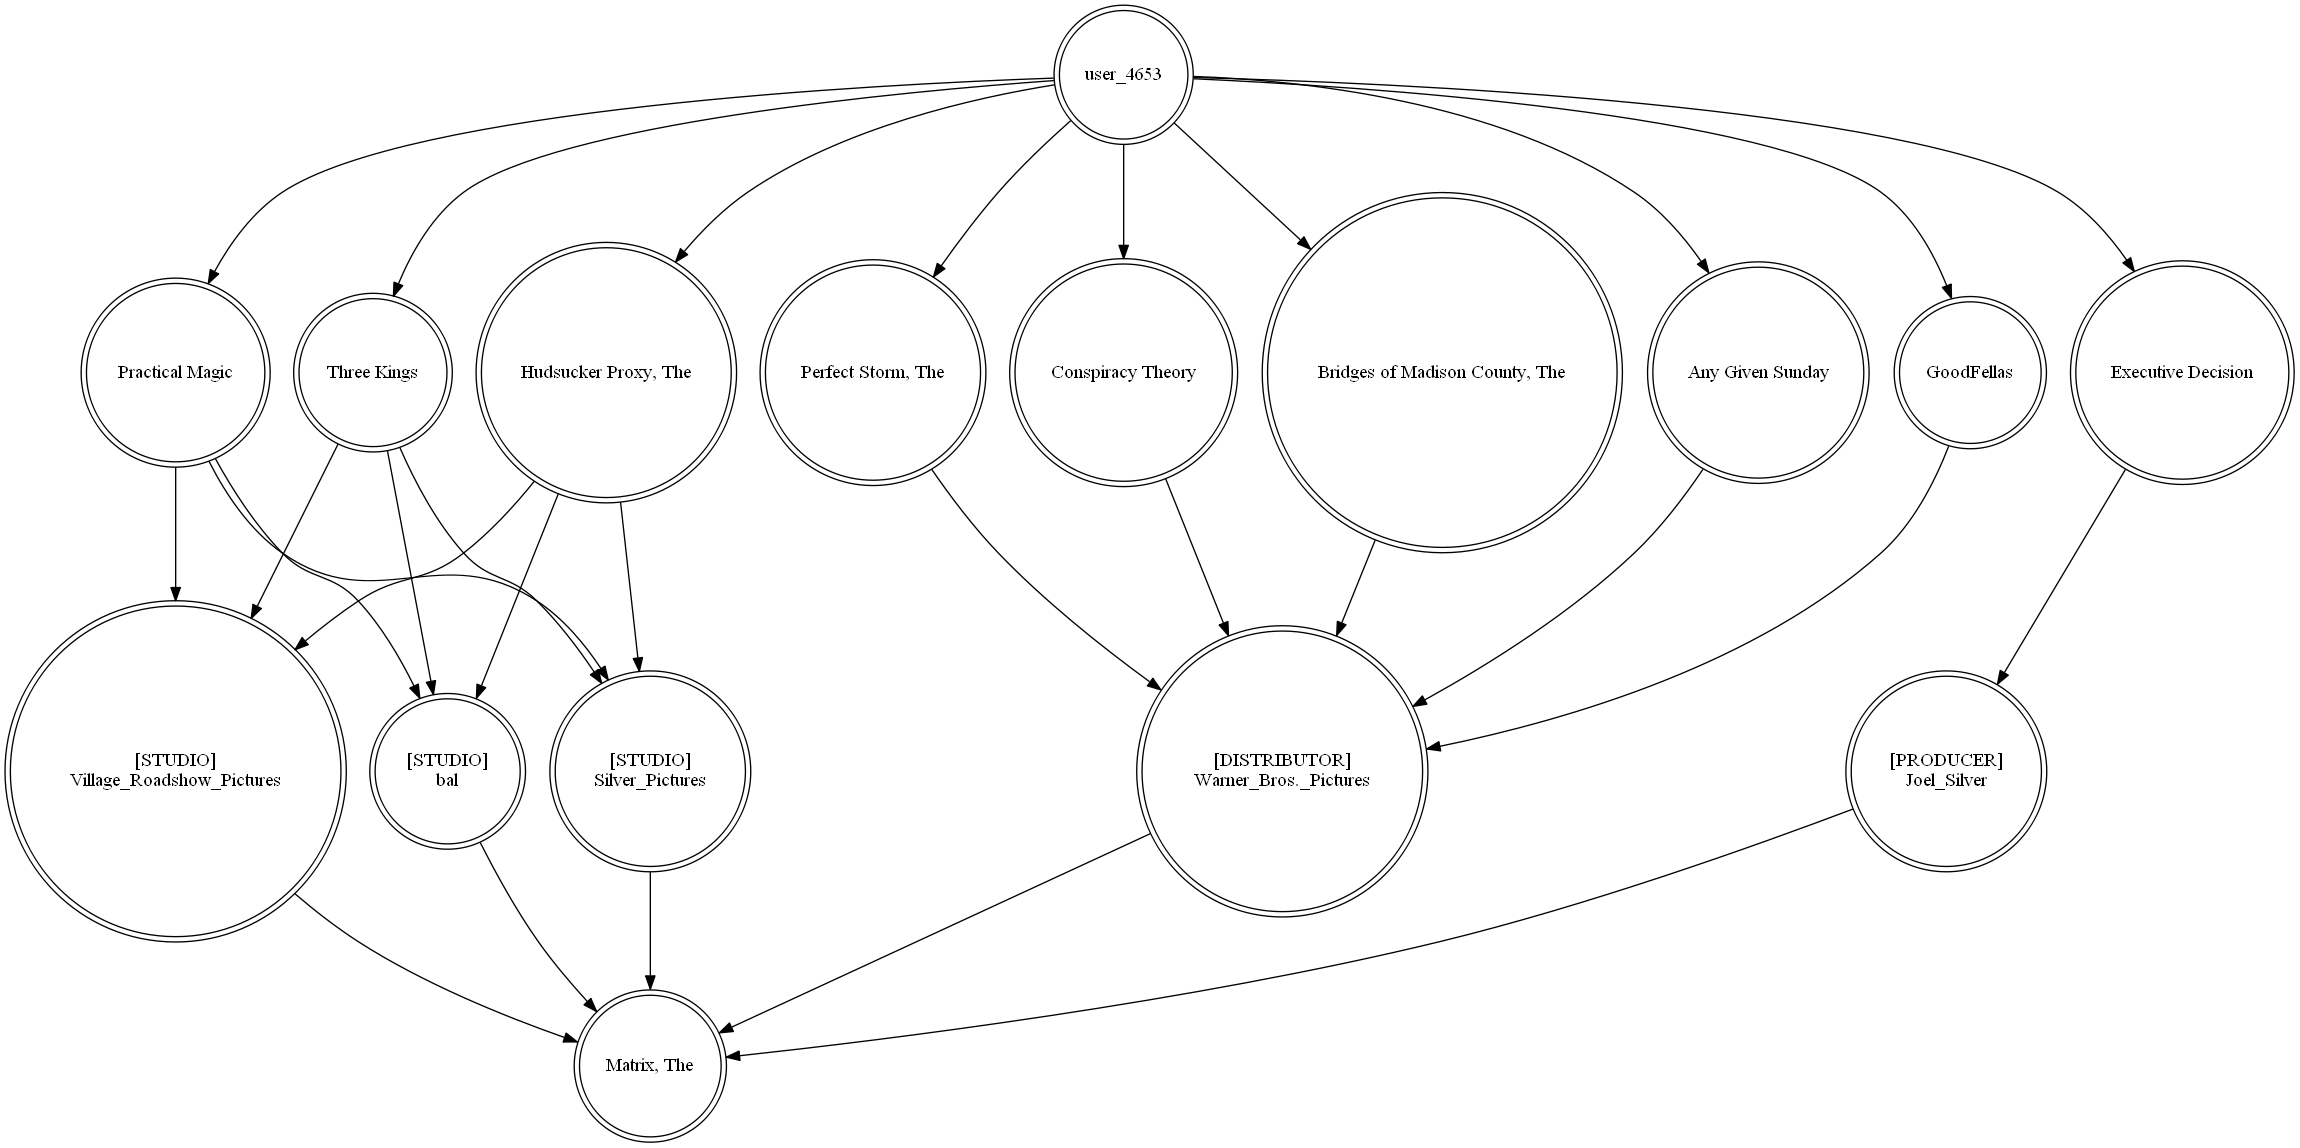 user_4653
Practical Magic
Three Kings
Hudsucker Proxy, The
Perfect Storm, The
Conspiracy Theory
Bridges of Madison County, The
Any Given Sunday
GoodFellas
Executive Decision
[STUDIO]
Village_Roadshow_Pictures
[STUDIO]
bal
[STUDIO]
Silver_Pictures
[DISTRIBUTOR]
Warner_Bros._Pictures
[PRODUCER]
Joel_Silver
Matrix, The